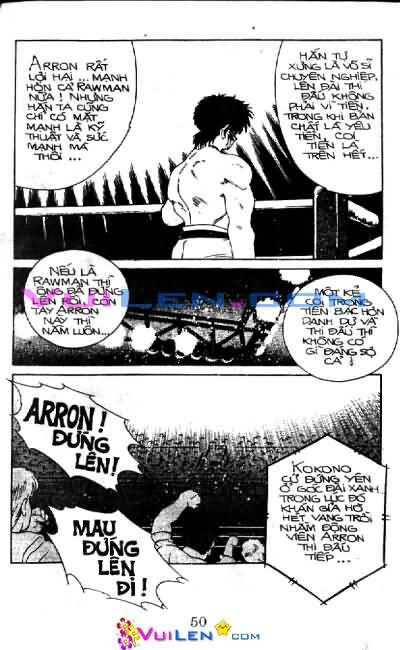 ARRON RẤT
LỢI HẠI... MẠNH
HƠN CẢ RAWMAN
NỮA! NHƯNG
HẮN TA CŨNG
CHỈ CÓ MẶT
MẠNH LÀ KỸ
THUẬT VÀ SỨC
MẠNH MÀ
THÔI...
HẮN TỰ
XƯNG LÀ VÕ SĨ
CHUYÊN NGHIỆP,
LÊN ĐÀI THI
ĐẤU KHÔNG
PHẢI VÌ TIỀN,
TRONG KHI BẢN
CHẤT LÀ YÊU
TIỀN, COI
TIỀN LÀ
TRÊN HẾT...
NẾU LÀ
RAWMAN THÌ
ÔNG ĐÃ ĐỨNG
LÊN RỒI, CÒN
TAY ARRON
NÀY THÌ
NẰM LUÔN...
MỘT KẺ
COI TRỌNG
TIỀN BẠC HƠN
DANH DỰ VÀ
THI ĐẤU THÌ
KHÔNG CÓ
GÌ ĐÁNG SỢ
CẢ!
VUILEN.COM
ARRON!
ĐỨNG
LÊN!
MAU
ĐỨNG
LÊN
ĐI!
KOKONO
CỨ ĐỨNG YÊN
Ở GÓC ĐÀI XANH
TRONG LÚC ĐÓ
KHÁN GIẢ HÒ
HÉT VANG TRỜI
NHẰM ĐỘNG
VIÊN ARRON
THI ĐẤU
TIẾP...
50
VUILEN.COM